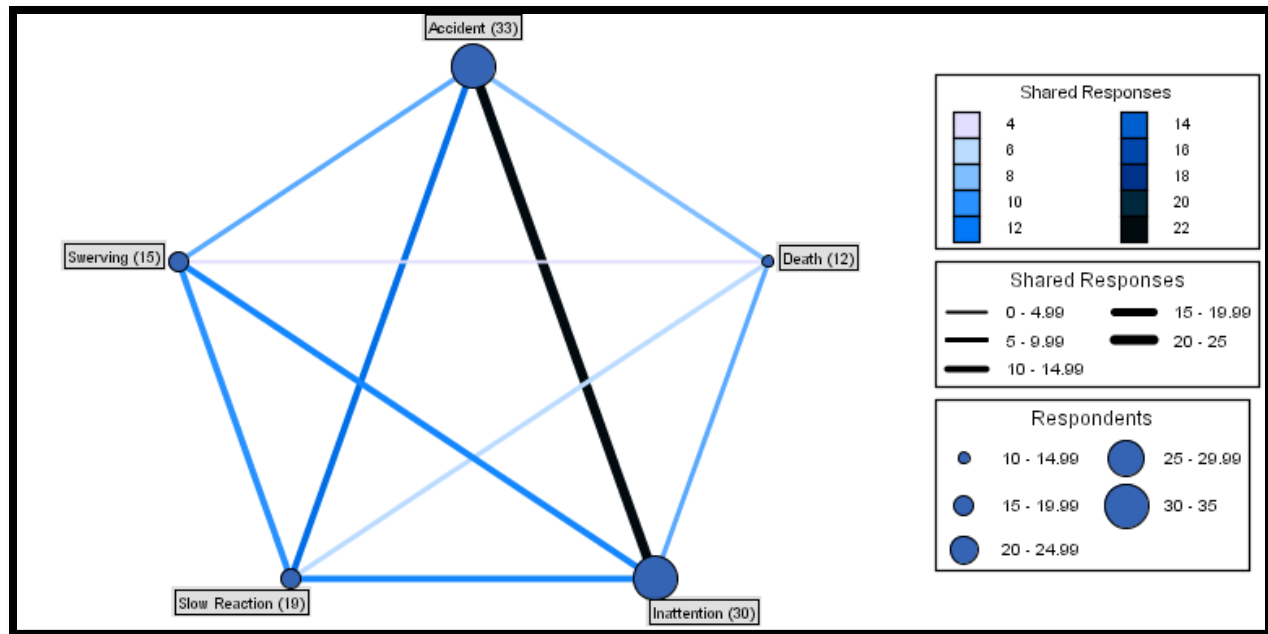 Accident (33)
Swerving (15)
Death (12)
Slow Reaction (19)
Inattention (30)
Shared Responses
4
6
8
10
12
14
16
18
20
22
Shared Responses
0 - 4.99
5 - 9.99
10 - 14.99
15 - 19.99
20 - 25
Respondents
10 - 14.99
15 - 19.99
20 - 24.99
25 - 29.99
30 - 35